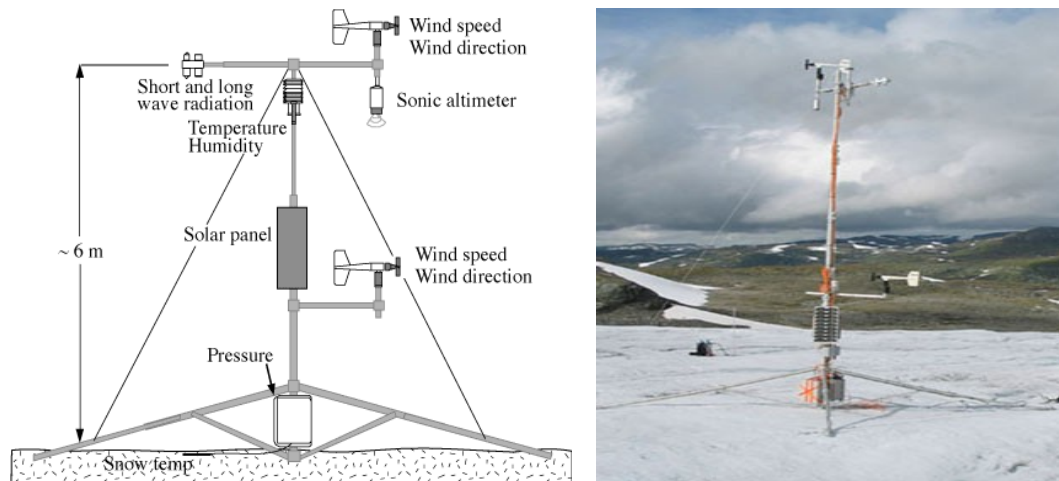 Wind speed
Wind direction
Short and long
wave radiation
Sonic altimeter
Temperature
Humidity
Solar panel
~ 6 m
Wind speed
Wind direction
Pressure
Snow temp